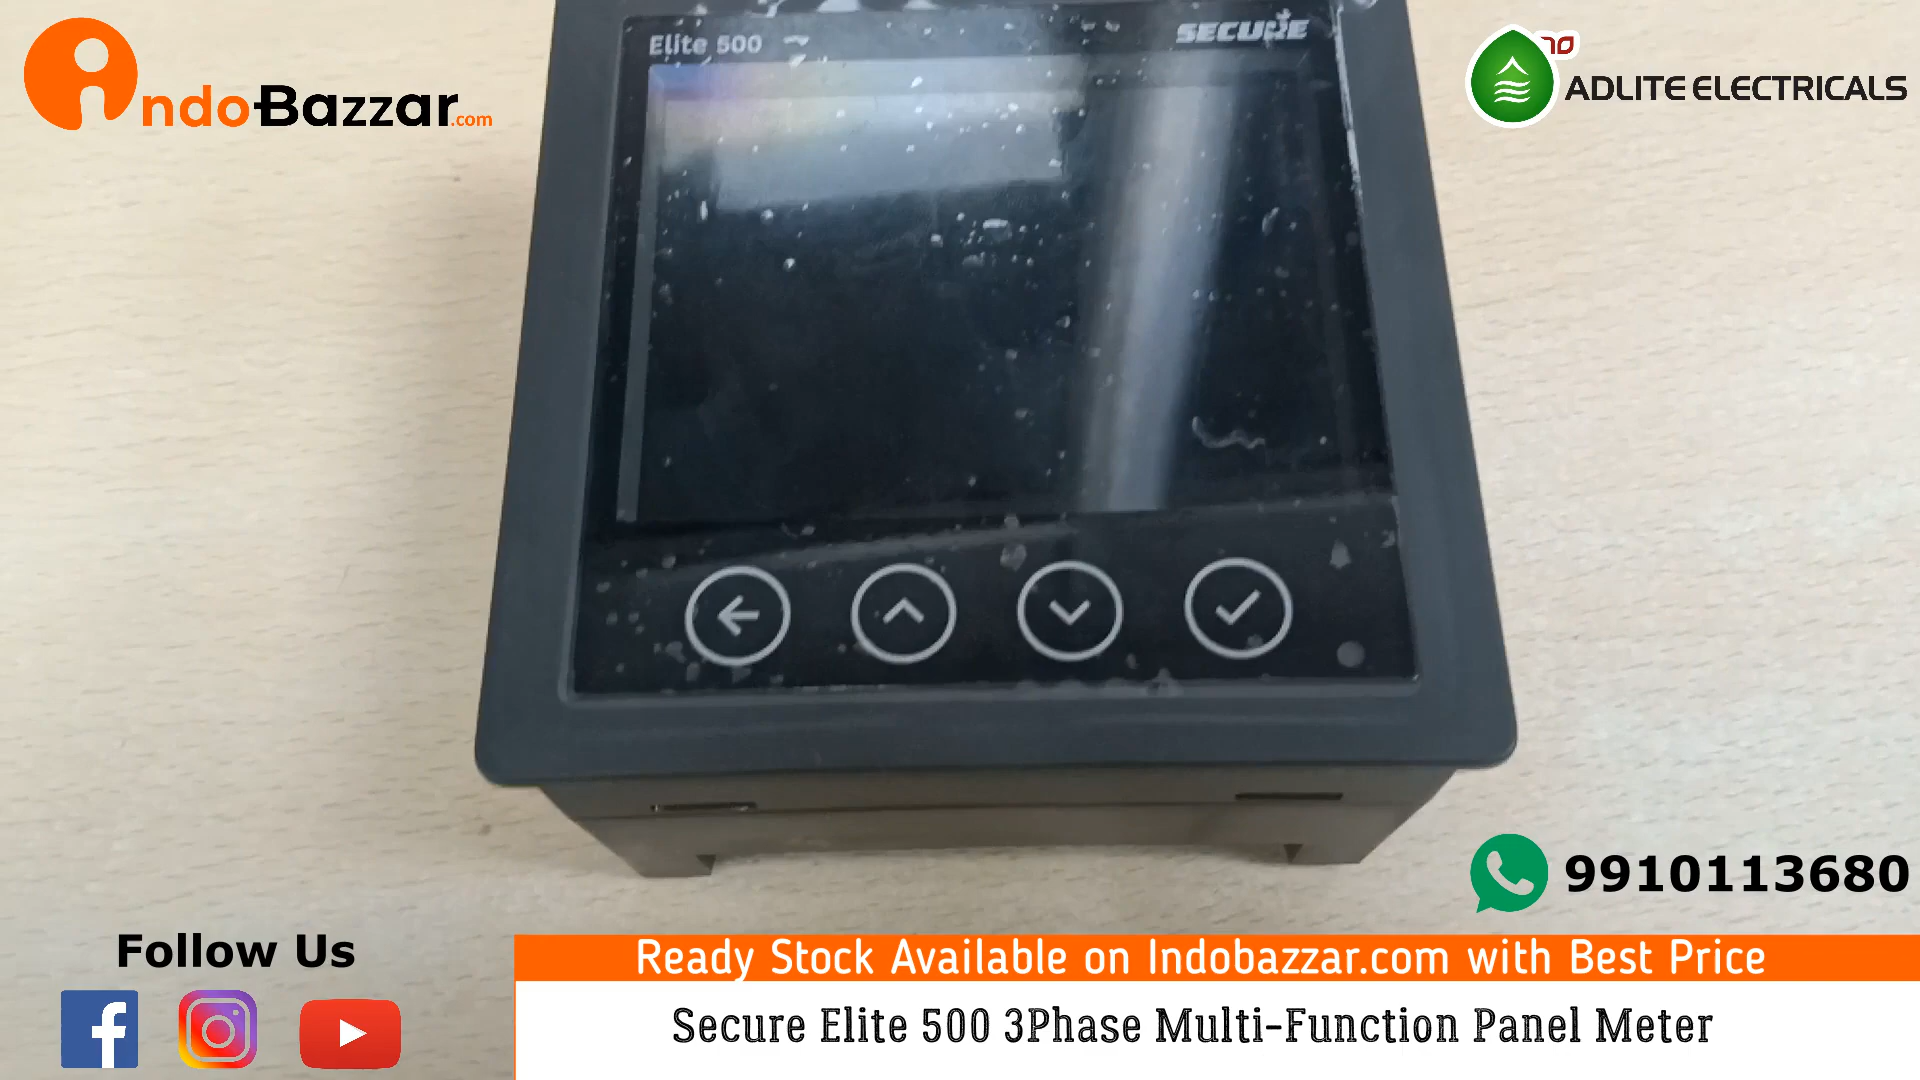 Elite 500
SECURE
indoBazzar.com
ADLITE ELECTRICALS
9910113680
Follow Us
Ready Stock Available on Indobazzar.com with Best Price
Secure Elite 500 3Phase Multi-Function Panel Meter